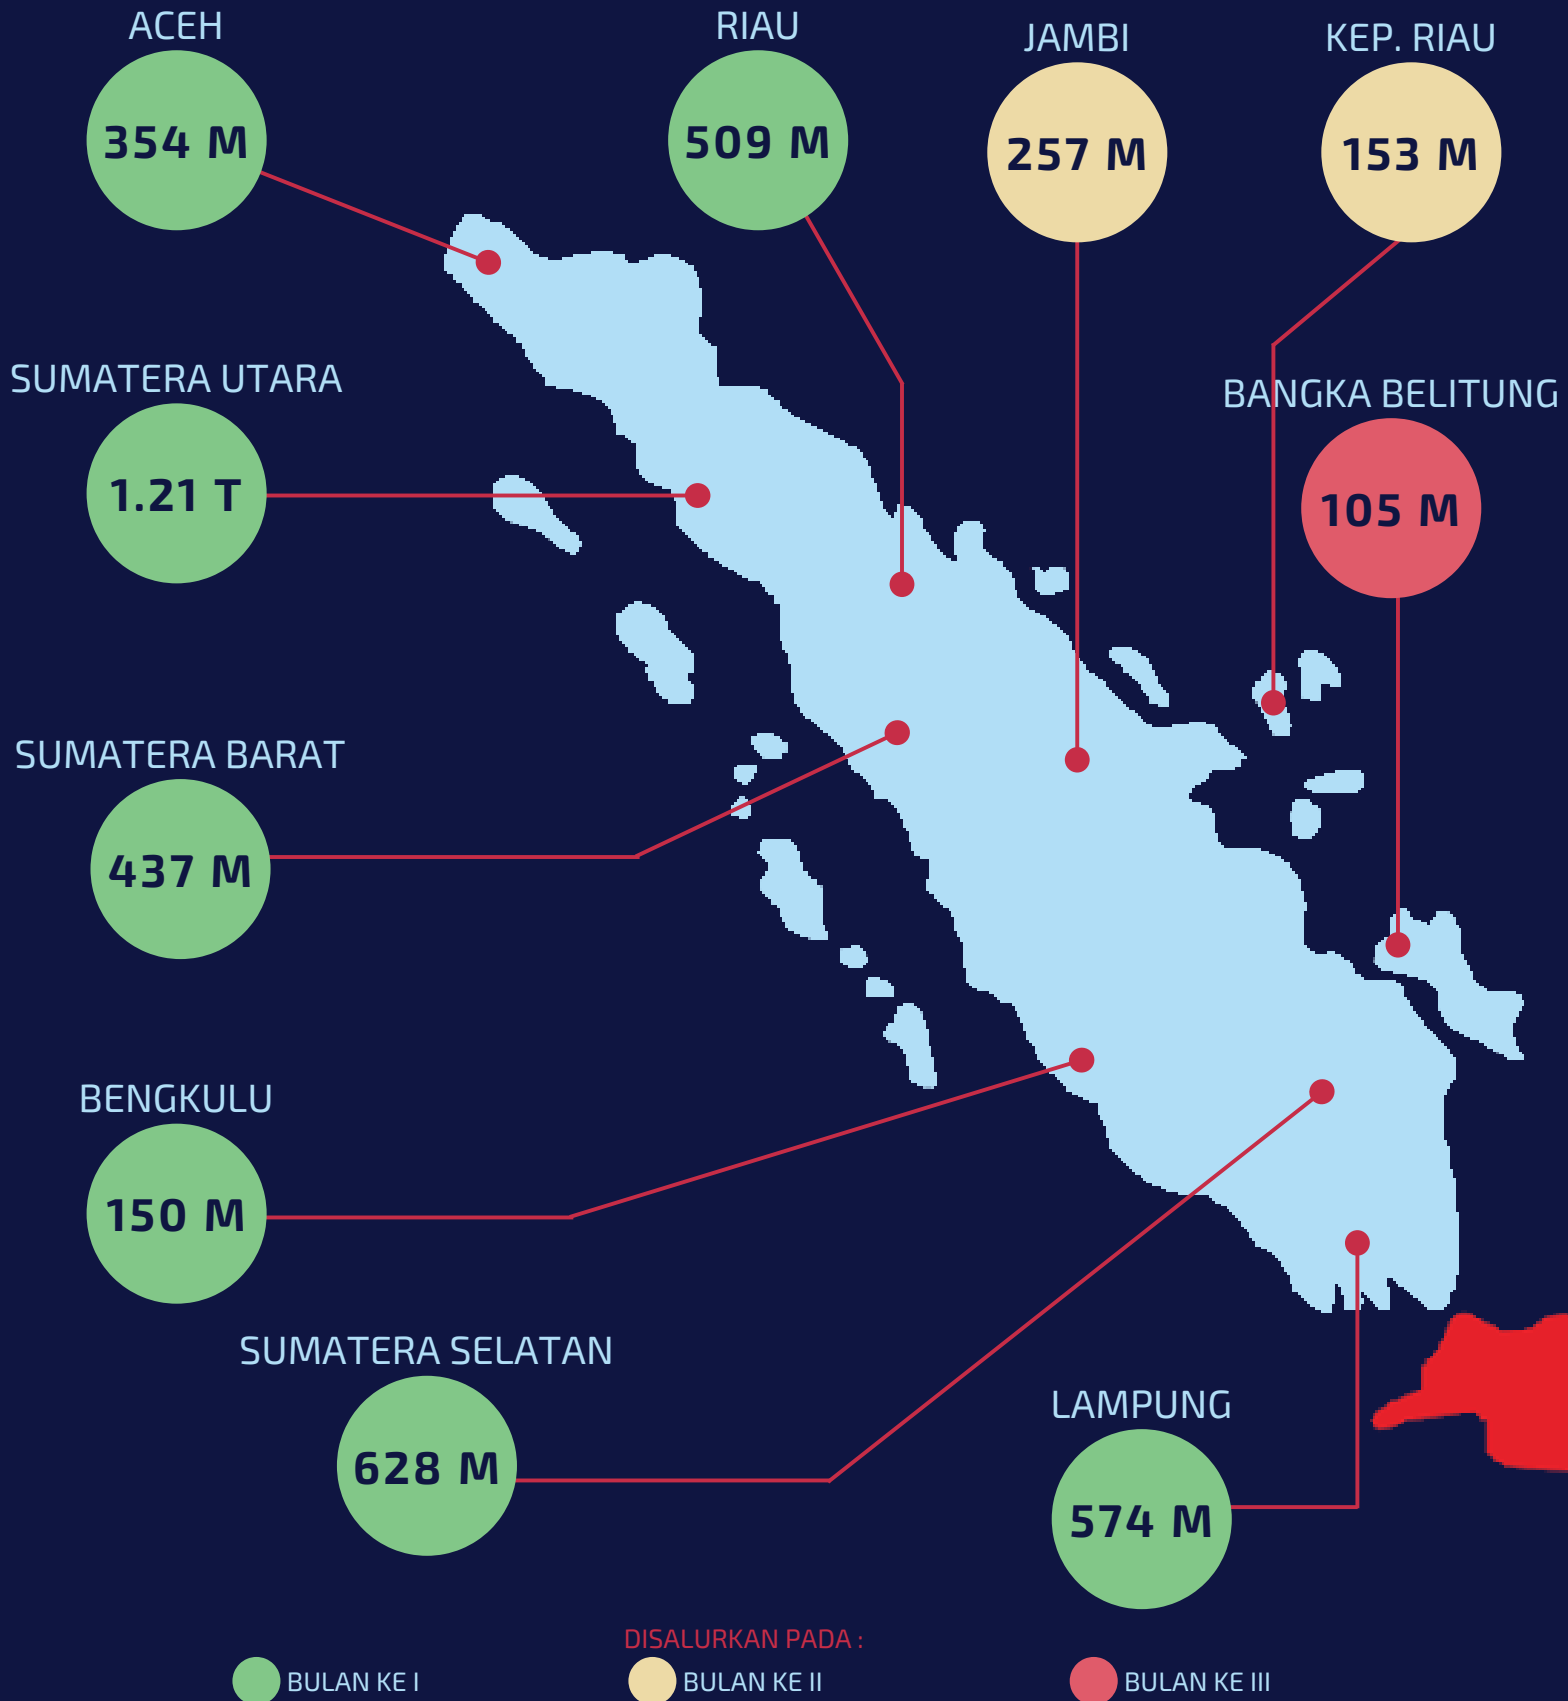 ACEH
354 M
RIAU
509 M
JAMBI
257 M
KEP. RIAU
153 M
SUMATERA UTARA
1.21 T
BANGKA BELITUNG
105 M
SUMATERA BARAT
437 M
BENGKULU
150 M
SUMATERA SELATAN
628 M
LAMPUNG
574 M
DISALURKAN PADA :
BULAN KE I
BULAN KE II
BULAN KE III